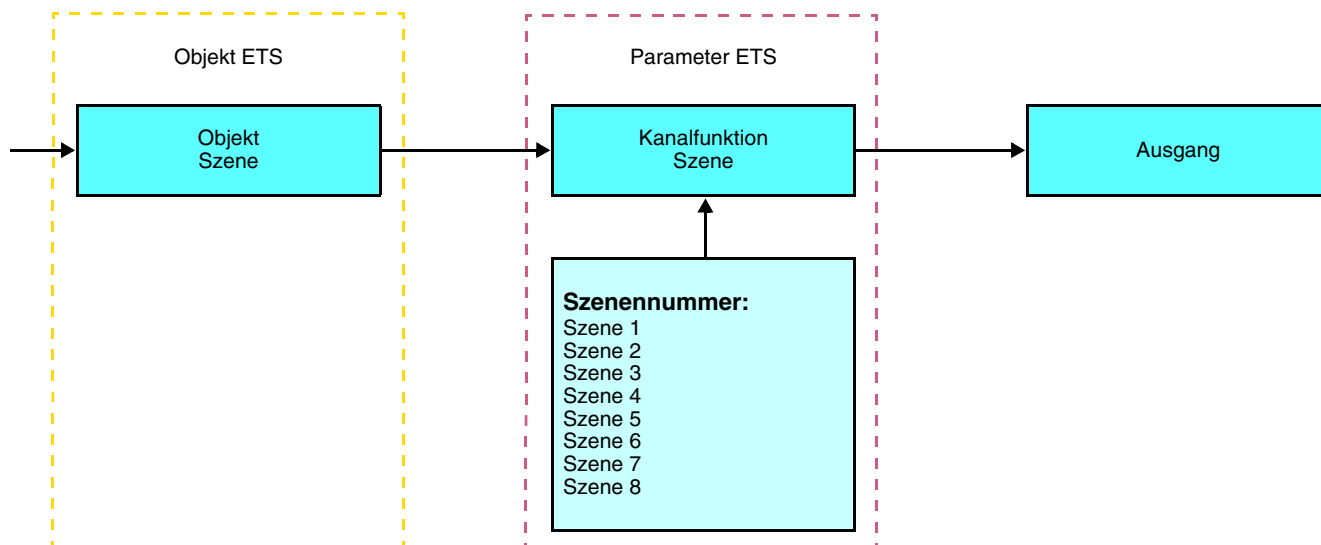 Objekt ETS
Parameter ETS
Objekt
Szene
Kanalfunktion
Szene
Ausgang
Szenennummer:
Szene 1
Szene 2
Szene 3
Szene 4
Szene 5
Szene 6
Szene 7
Szene 8